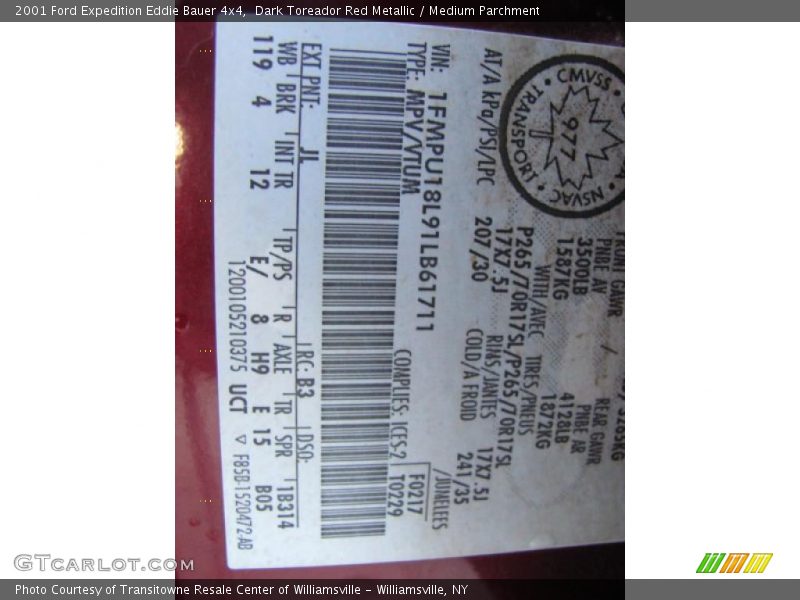 2001 Ford Expedition Eddie Bauer 4x4, Dark Toreador Red Metallic / Medium Parchment
CMVSS
NSVAC
TRANSPORT
977
FRONT GAWR
REAR GAWR
PNBE AV / PNBE AR
3500LB 4128LB
1587KG 1872KG
WITH/AVEC TIRES/PNEUS
P265/70R17SL/P265/70R17SL
17X7.5J RIMS/JANTES 17X7.5J
AT/A kPa/PSI/LPC 207/30 COLD/A FROID 241/35
/JUMELEES
VIN: 1FMPU18L91LB61711
TYPE: MPV/VTUM
COMPLIES: ICES-2
F0217
T0229
EXT PNT: JL RC: B3 DSO:
WB BRK INT TR TP/PS R AXLE TR SPR 1B314
119 4 12 E/ 8 H9 E 15 B05
1200105210375 UCT F85B-1520472-AB
GTCARLOT.COM
Photo Courtesy of Transitowne Resale Center of Williamsville - Williamsville, NY